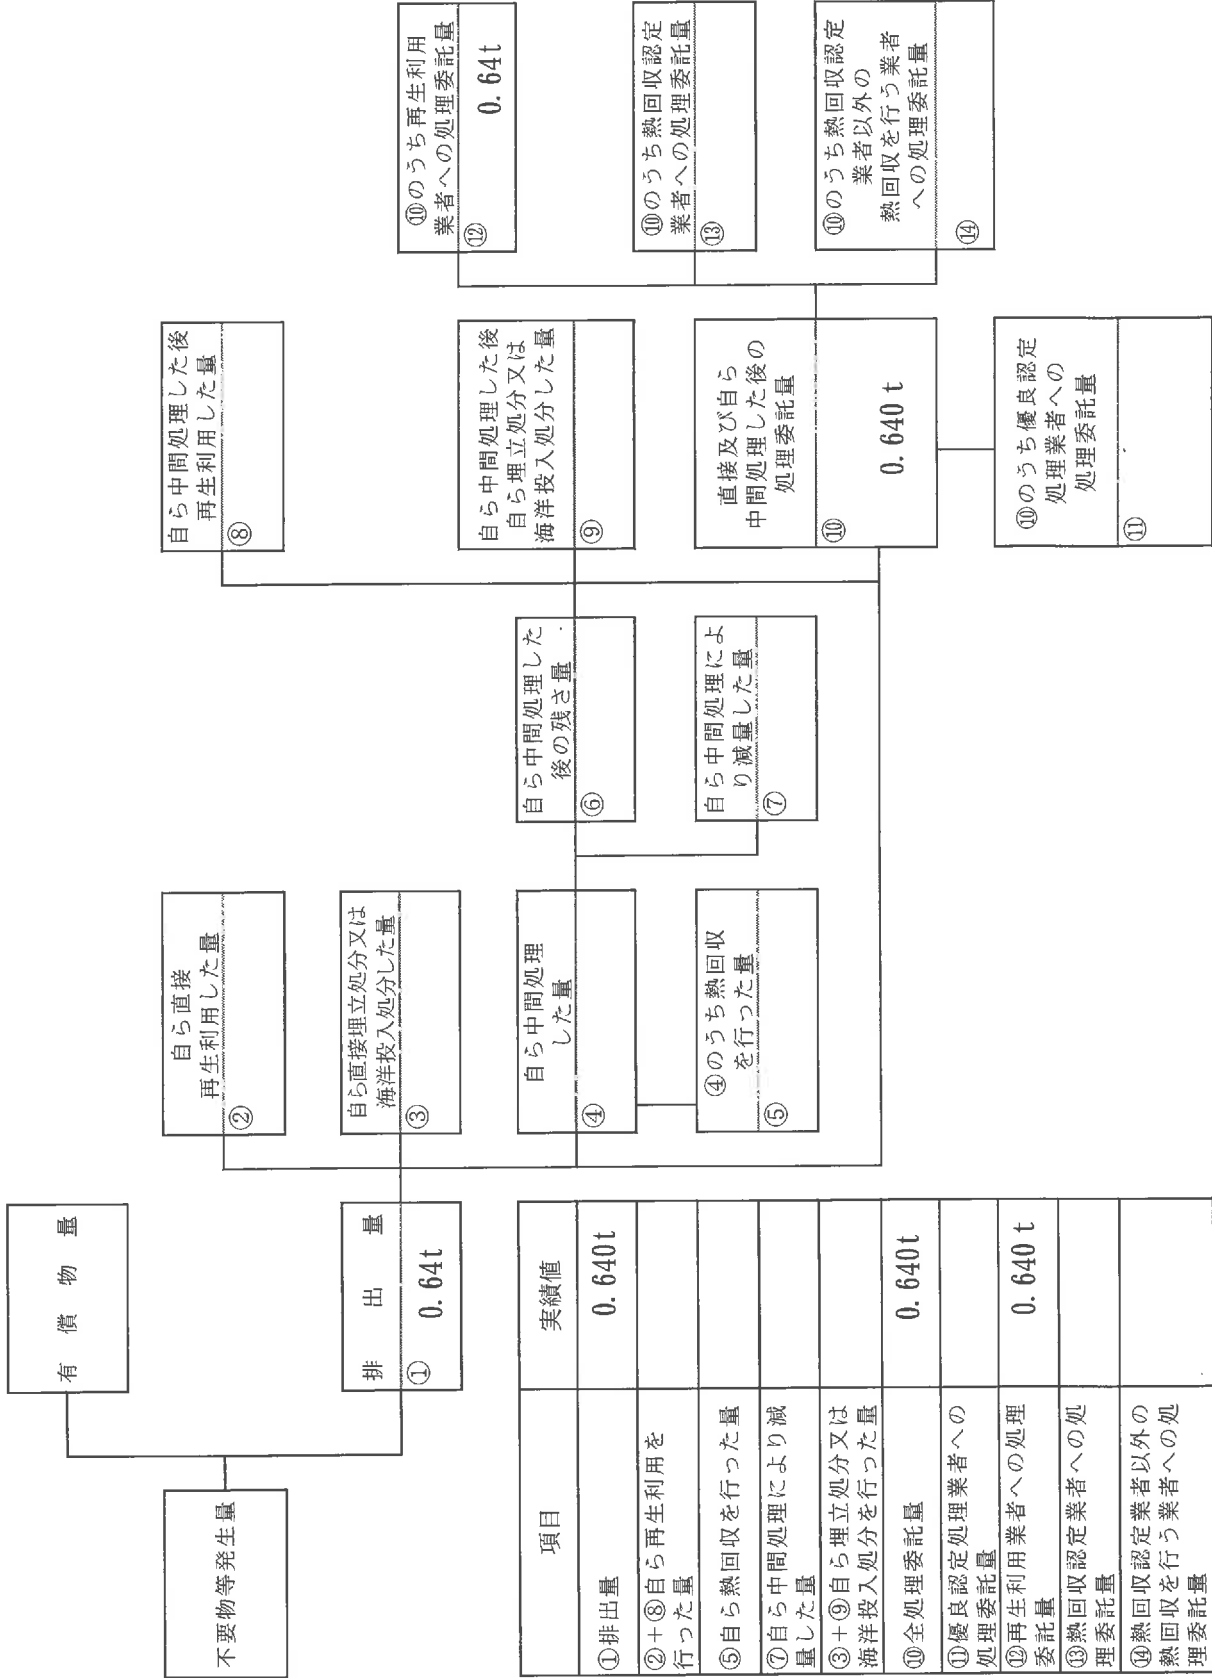 不要物等発生量
有償物量
排出量
① 0.64t
自ら直接
再生利用した量
②
自ら直接埋立処分又は
海洋投入処分した量
③
自ら中間処理
した量
④
④のうち熱回収
を行った量
⑤
自ら中間処理した
後の残さ量
⑥
自ら中間処理によ
り減量した量
⑦
自ら中間処理した後
再生利用した量
⑧
自ら中間処理した後
自ら埋立処分又は
海洋投入処分した量
⑨
直接及び自ら
中間処理した後の
処理委託量
⑩
0.640 t
⑩のうち優良認定
処理業者への
処理委託量
⑪
⑩のうち再生利用
業者への処理委託量
⑫
0.64t
⑩のうち熱回収認定
業者への処理委託量
⑬
⑩のうち熱回収認定
業者以外の
熱回収を行う業者
への処理委託量
⑭
項目 実績値
①排出量 0.640t
②+⑧自ら再生利用を
行った量
⑤自ら熱回収を行った量
⑦自ら中間処理により減
量した量
③+⑨自ら埋立処分又は
海洋投入処分を行った量
⑩全処理委託量 0.640t
⑪優良認定処理業者への
処理委託量
⑫再生利用業者への処理
委託量 0.640 t
⑬熱回収認定業者への処
理委託量
⑭熱回収認定業者以外の
熱回収を行う業者への処
理委託量